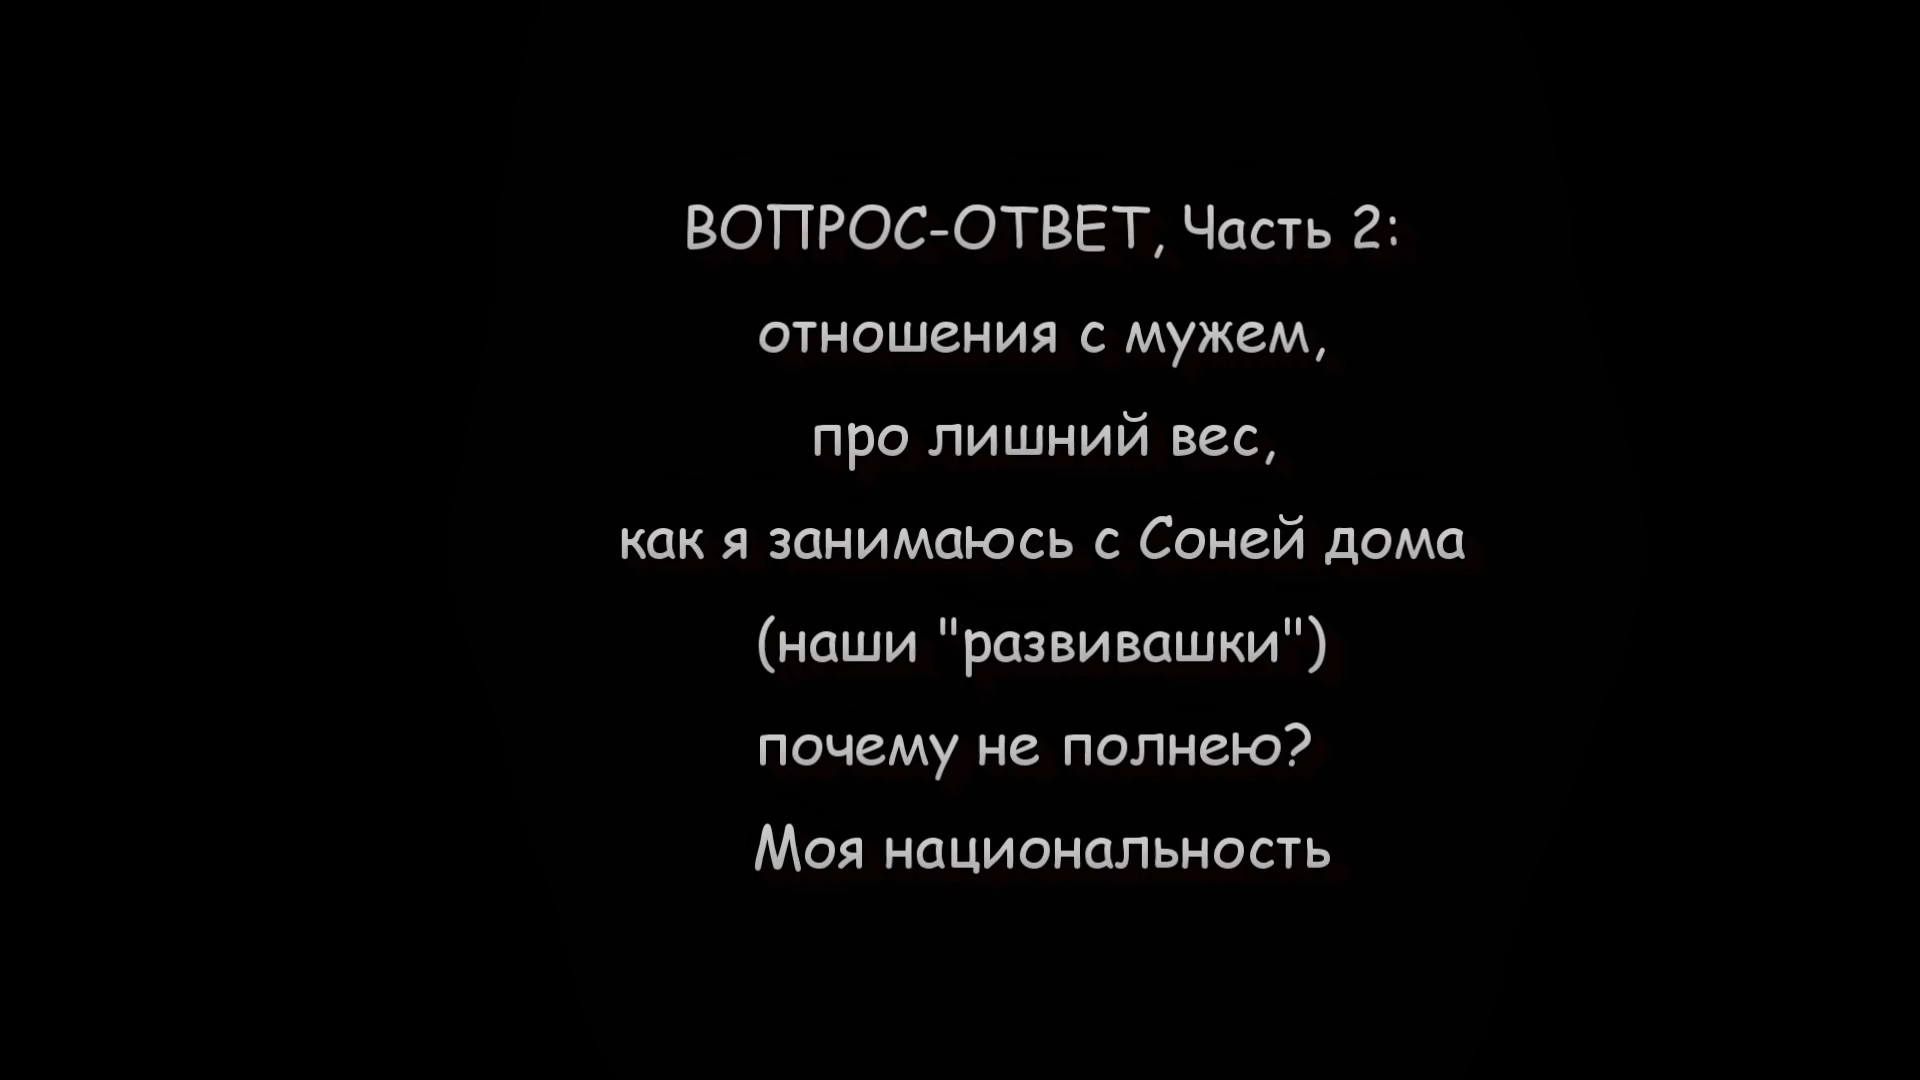 ВОПРОС-ОТВЕТ, Часть 2:
отношения с мужем,
про лишний вес,
как я занимаюсь с Соней дома
(наши "развивашки")
почему не полнею?
Моя национальность